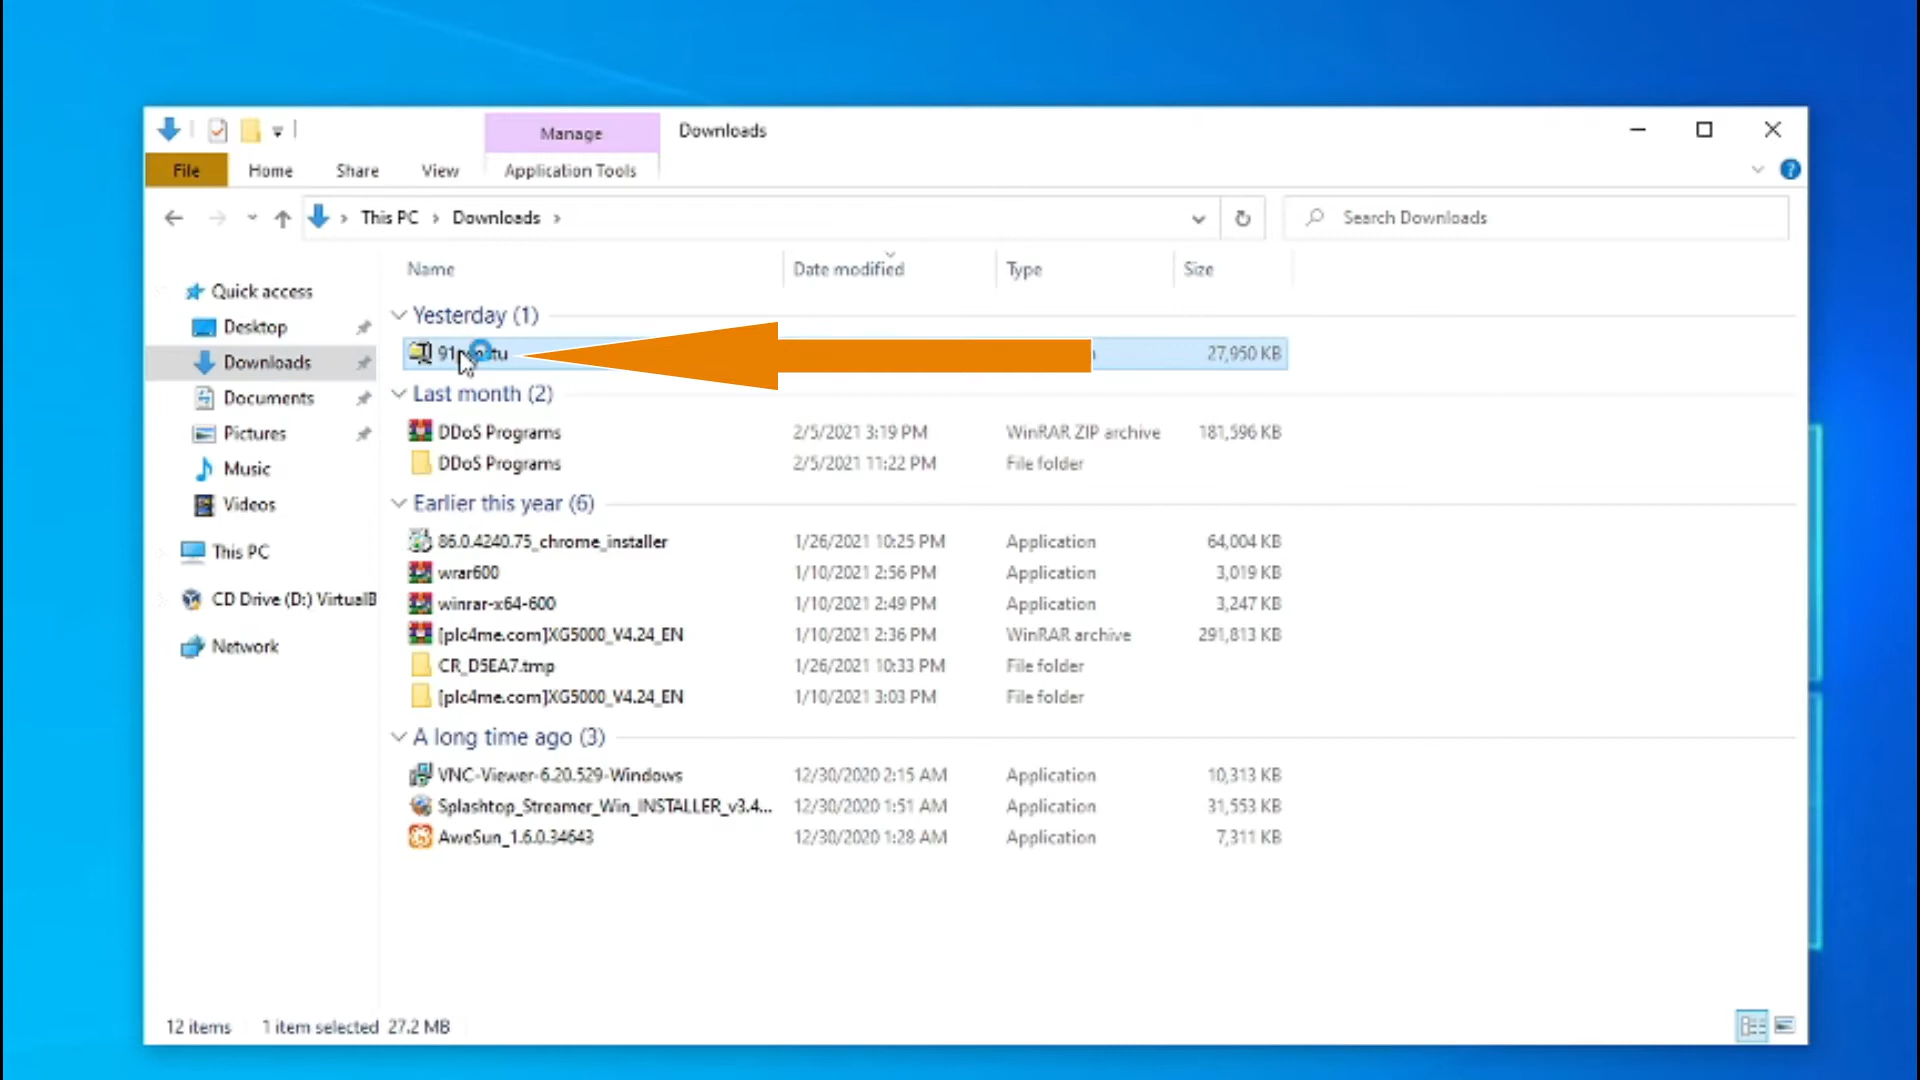 Manage
Downloads
File
Home
Share
View
Application Tools
This PC
Downloads
Search Downloads
Name
Date modified
Type
Size
Quick access
Desktop
Downloads
Documents
Pictures
Music
Videos
This PC
CD Drive (D:) VirtualB
Network
Yesterday (1)
27,950 KB
Last month (2)
DDoS Programs 2/5/2021 3:19 PM WinRAR ZIP archive 181,596 KB
DDoS Programs 2/5/2021 11:22 PM File folder
Earlier this year (6)
86.0.4240.75_chrome_installer 1/26/2021 10:25 PM Application 64,004 KB
wrar600 1/10/2021 2:56 PM Application 3,019 KB
winrar-x64-600 1/10/2021 2:49 PM Application 3,247 KB
[plc4me.com]XG5000_V4.24_EN 1/10/2021 2:36 PM WinRAR archive 291,813 KB
CR_D5EA7.tmp 1/26/2021 10:33 PM File folder
[plc4me.com]XG5000_V4.24_EN 1/10/2021 3:03 PM File folder
A long time ago (3)
VNC-Viewer-6.20.529-Windows 12/30/2020 2:15 AM Application 10,313 KB
Splashtop_Streamer_Win_INSTALLER_v3.4... 12/30/2020 1:51 AM Application 31,553 KB
AweSun_1.6.0.34643 12/30/2020 1:28 AM Application 7,311 KB
12 items 1 item selected 27.2 MB